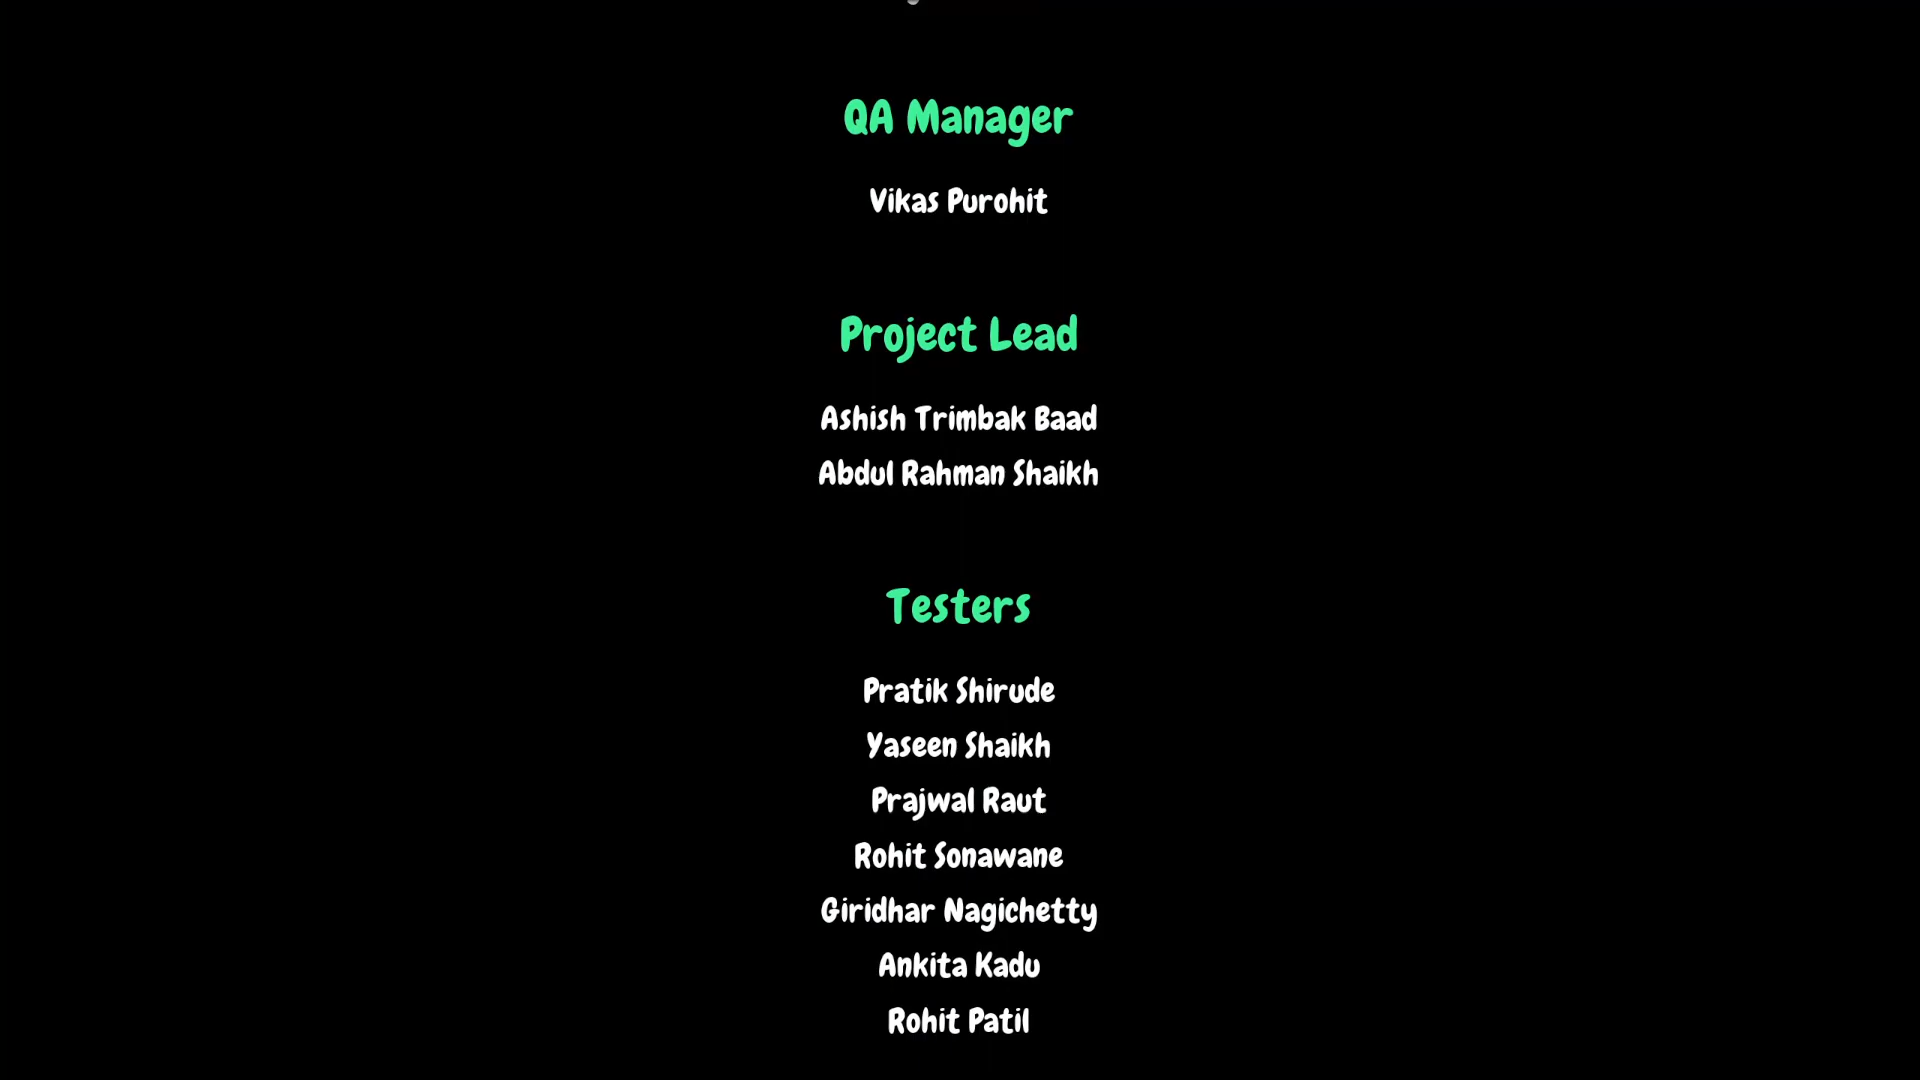 QA Manager
Vikas Purohit
Project Lead
Ashish Trimbak Baad
Abdul Rahman Shaikh
Testers
Pratik Shirude
Yaseen Shaikh
Prajwal Raut
Rohit Sonawane
Giridhar Nagichetty
Ankita Kadu
Rohit Patil